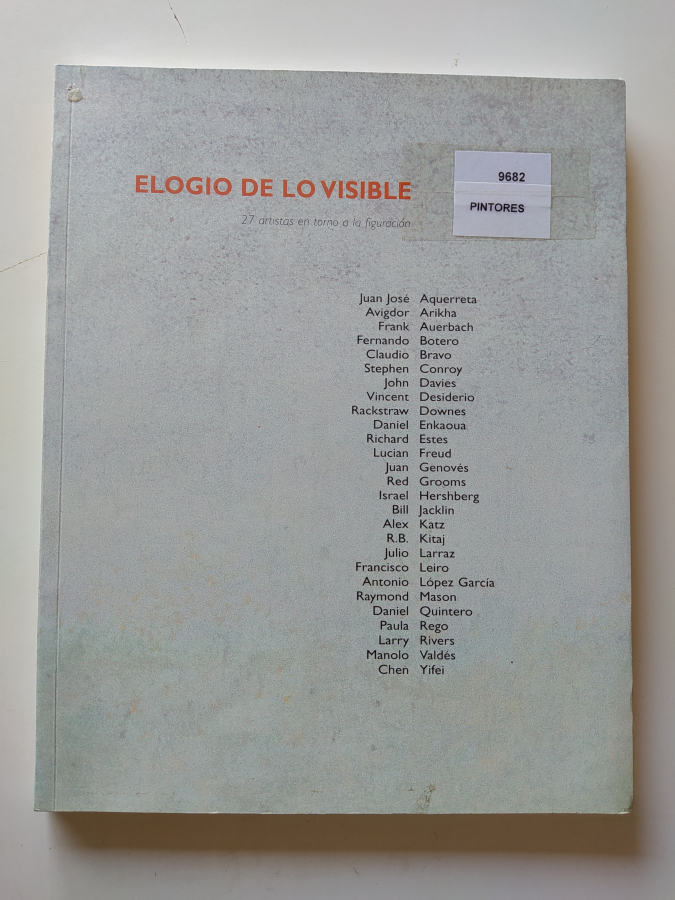 ELOGIO DE LO VISIBLE
27 artistas en torno a la figuración
9682
PINTORES
Juan José Aquerreta
Avigdor Arikha
Frank Auerbach
Fernando Botero
Claudio Bravo
Stephen Conroy
John Davies
Vincent Desiderio
Rackstraw Downes
Daniel Enkaoua
Richard Estes
Lucian Freud
Juan Genovés
Red Grooms
Israel Hershberg
Bill Jacklin
Alex Katz
R.B. Kitaj
Julio Larraz
Francisco Leiro
Antonio López García
Raymond Mason
Daniel Quintero
Paula Rego
Larry Rivers
Manolo Valdés
Chen Yifei